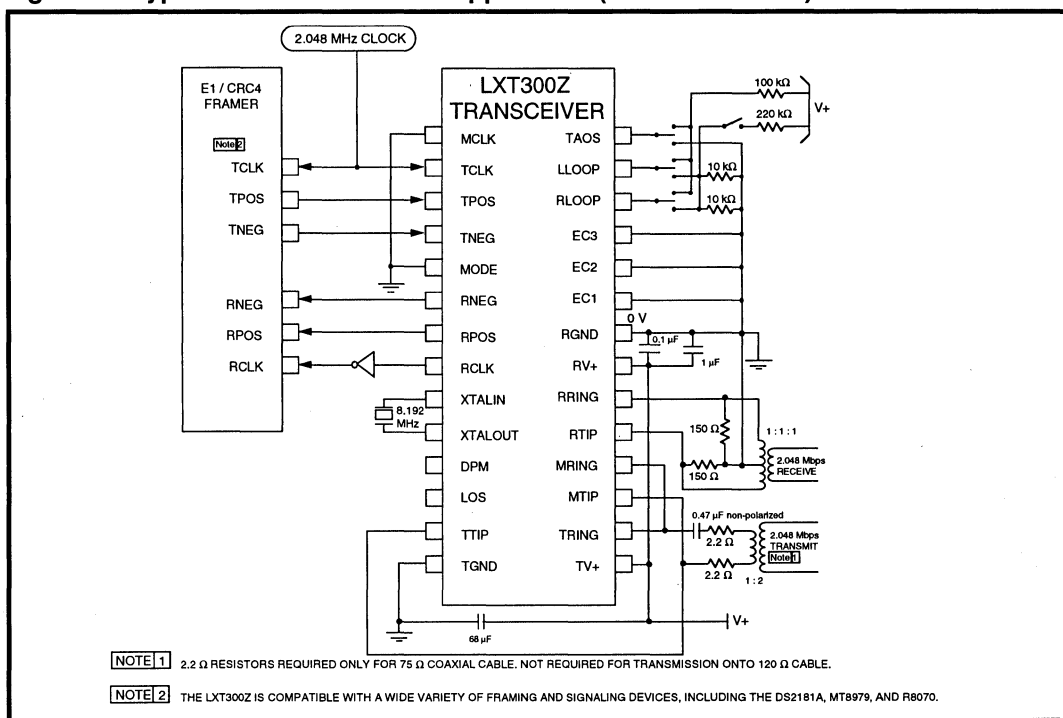 2.048 MHz CLOCK
E1 / CRC4
FRAMER
Note 2
TCLK
TPOS
TNEG
RNEG
RPOS
RCLK
LXT300Z
TRANSCEIVER
MCLK
TCLK
TPOS
TNEG
MODE
RNEG
RPOS
RCLK
XTALIN
XTALOUT
DPM
LOS
TTIP
TGND
TAOS
LLOOP
RLOOP
EC3
EC2
EC1
RGND
RV+
RRING
RTIP
MRING
MTIP
TRING
TV+
8.192
MHz
100 kΩ
220 kΩ
V+
10 kΩ
10 kΩ
0 V
0.1 µF
1 µF
150 Ω
150 Ω
1 : 1 : 1
2.048 Mbps
RECEIVE
0.47 µF non-polarized
2.2 Ω
2.2 Ω
1 : 2
2.048 Mbps
TRANSMIT
Note 1
68 µF
V+
NOTE 1 2.2 Ω RESISTORS REQUIRED ONLY FOR 75 Ω COAXIAL CABLE. NOT REQUIRED FOR TRANSMISSION ONTO 120 Ω CABLE.
NOTE 2 THE LXT300Z IS COMPATIBLE WITH A WIDE VARIETY OF FRAMING AND SIGNALING DEVICES, INCLUDING THE DS2181A, MT8979, AND R8070.